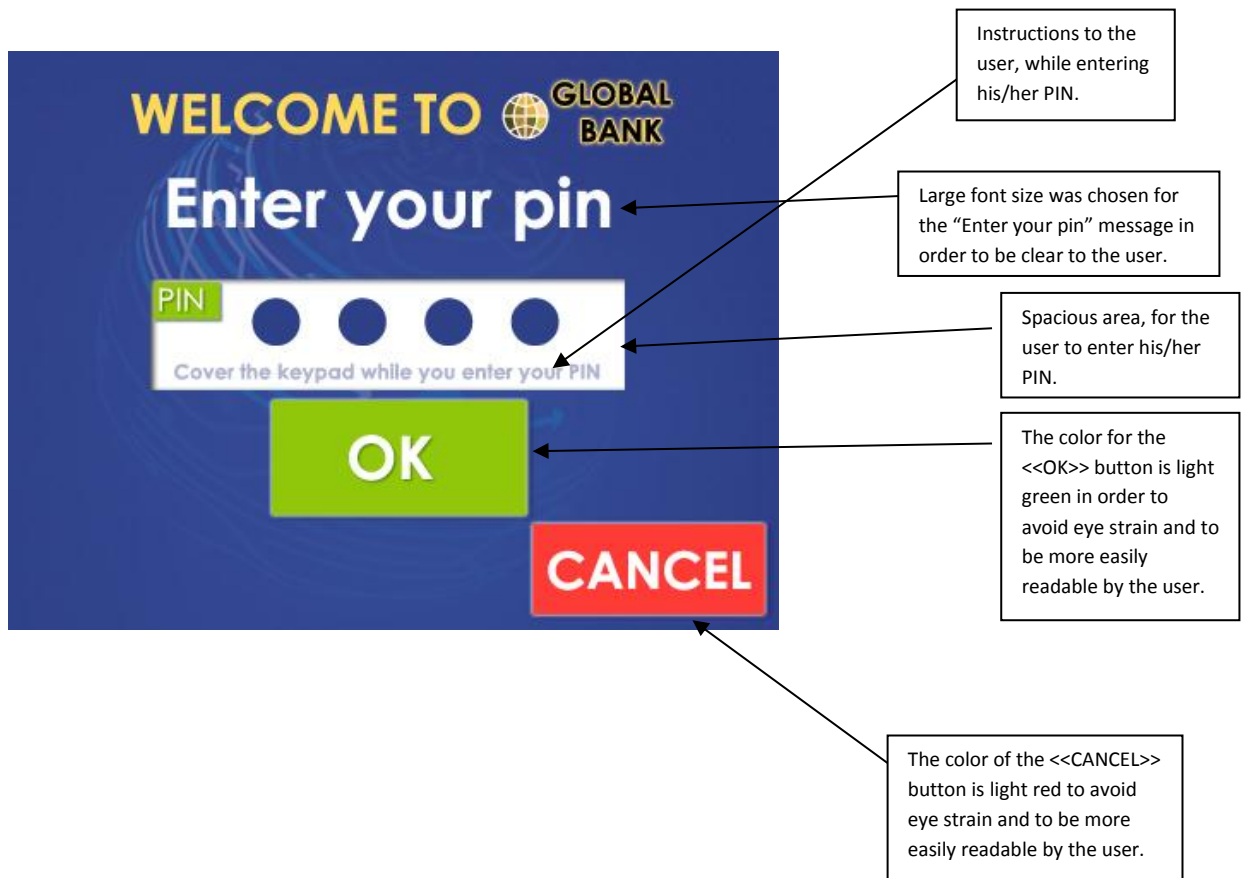 WELCOME TO GLOBAL
BANK
Enter your pin
PIN
Cover the keypad while you enter your PIN
OK
CANCEL
Instructions to the
user, while entering
his/her PIN.
Large font size was chosen for
the “Enter your pin” message in
order to be clear to the user.
Spacious area, for the
user to enter his/her
PIN.
The color for the
<<OK>> button is light
green in order to
avoid eye strain and to
be more easily
readable by the user.
The color of the <<CANCEL>>
button is light red to avoid
eye strain and to be more
easily readable by the user.